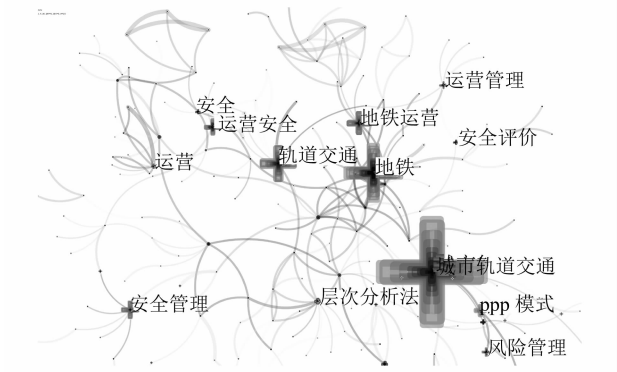 运营管理
安全
运营安全
地铁运营
安全评价
运营
轨道交通
地铁
城市轨道交通
安全管理
层次分析法
ppp 模式
风险管理